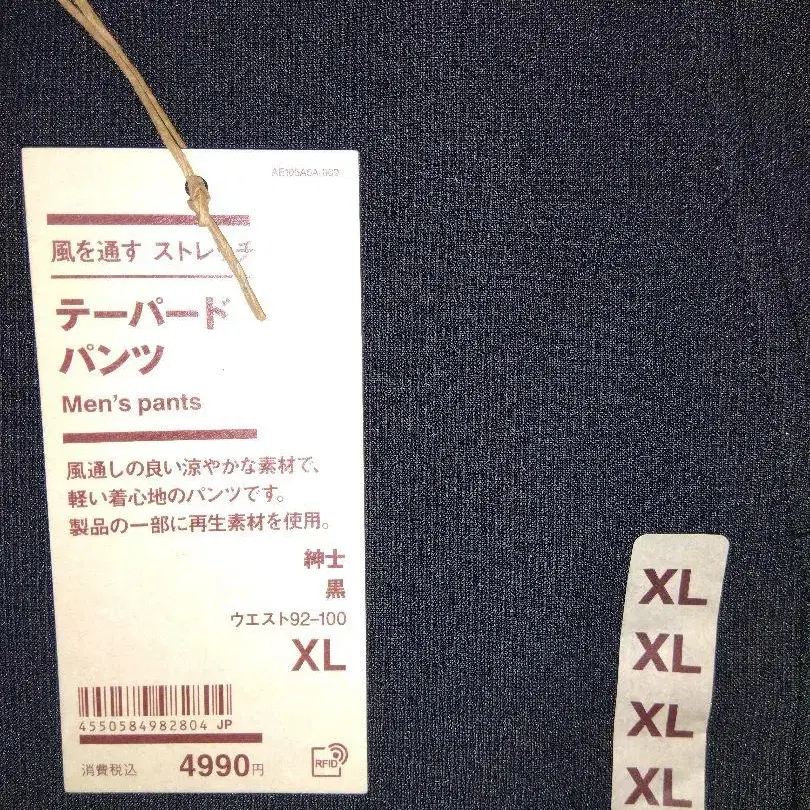 風を通す ストレッチ
テーパード
パンツ
Men's pants
風通しの良い涼やかな素材で、
軽い着心地のパンツです。
製品の一部に再生素材を使用。
紳士
黒
ウエスト92–100
XL
4550584982804 JP
消費税込 4990円
RFID
XL
XL
XL
XL